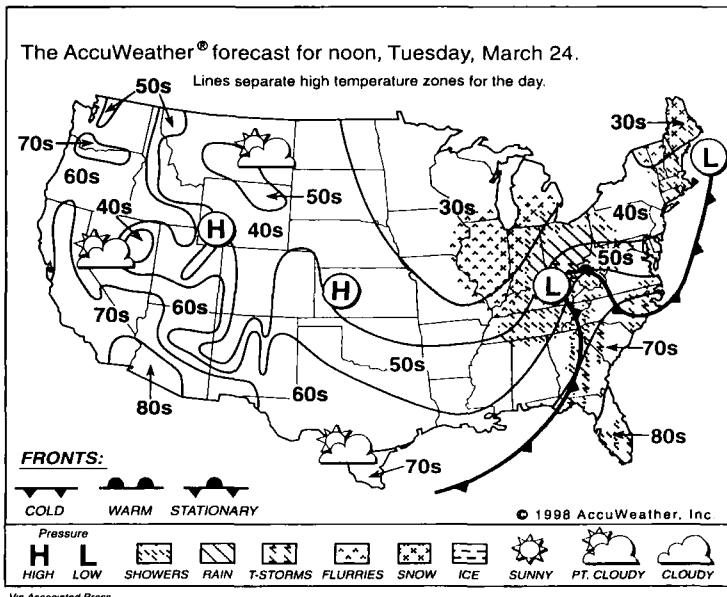 The AccuWeather® forecast for noon, Tuesday, March 24.
Lines separate high temperature zones for the day.
50s
30s
70s
L
60s
50s
30s
40s
40s
H
40s
50s
H
L
60s
70s
70s
50s
60s
80s
80s
70s
FRONTS:
COLD WARM STATIONARY
© 1998 AccuWeather, Inc
Pressure
H L
HIGH LOW SHOWERS RAIN T-STORMS FLURRIES SNOW ICE SUNNY PT. CLOUDY CLOUDY
Via Associated Press